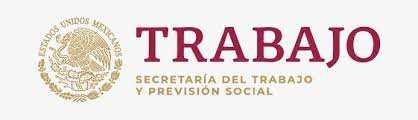 ESTADOS UNIDOS MEXICANOS
TRABAJO
SECRETARÍA DEL TRABAJO
Y PREVISIÓN SOCIAL